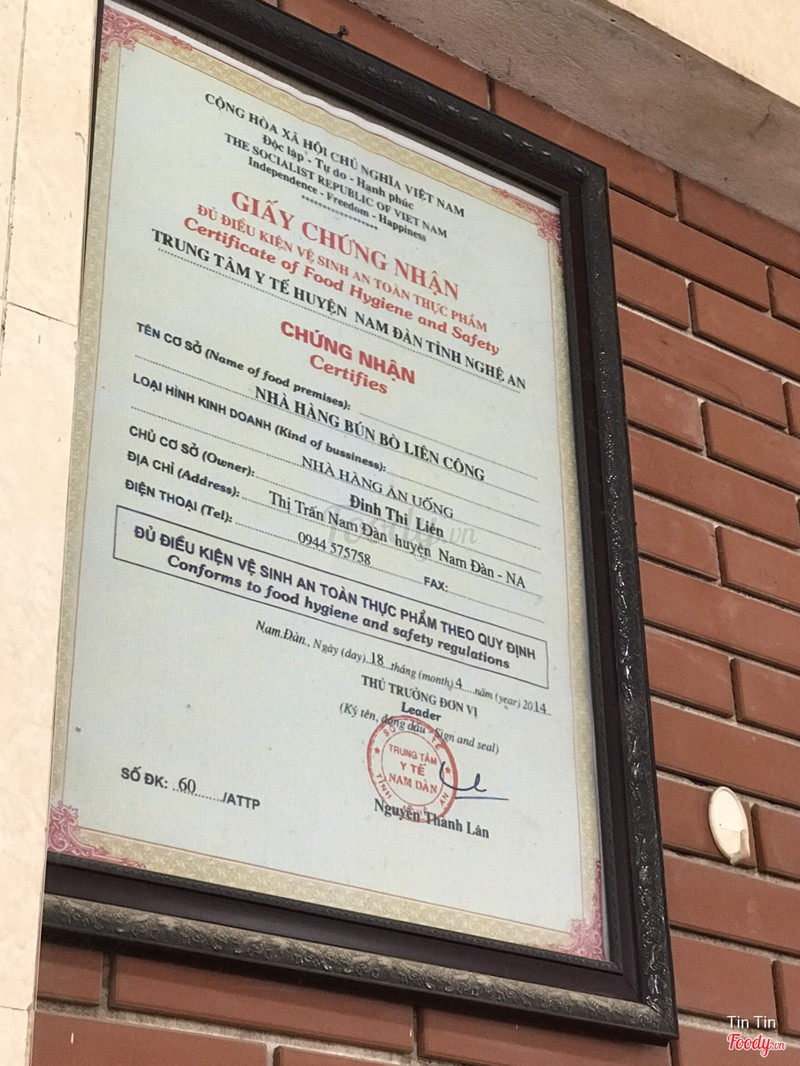 CỘNG HÒA XÃ HỘI CHỦ NGHĨA VIỆT NAM
Độc lập - Tự do - Hạnh phúc
THE SOCIALIST REPUBLIC OF VIET NAM
Independence - Freedom - Happiness
GIẤY CHỨNG NHẬN
ĐỦ ĐIỀU KIỆN VỆ SINH AN TOÀN THỰC PHẨM
Certificate of Food Hygiene and Safety
TRUNG TÂM Y TẾ HUYỆN NAM ĐÀN TỈNH NGHỆ AN
CHỨNG NHẬN
Certifies
TÊN CƠ SỞ (Name of food premises):
NHÀ HÀNG BÚN BÒ LIÊN CÔNG
LOẠI HÌNH KINH DOANH (Kind of bussiness):
NHÀ HÀNG ĂN UỐNG
CHỦ CƠ SỞ (Owner): Đinh Thị Liên
ĐỊA CHỈ (Address): Thị Trấn Nam Đàn huyện Nam Đàn - NA
ĐIỆN THOẠI (Tel): 0944 575758 FAX:
ĐỦ ĐIỀU KIỆN VỆ SINH AN TOÀN THỰC PHẨM THEO QUY ĐỊNH
Conforms to food hygiene and safety regulations
Nam Đàn, Ngày (day) 18 tháng (month) 4 năm (year) 2014
THỦ TRƯỞNG ĐƠN VỊ
Leader
(Ký tên, đóng dấu - Sign and seal)
TRUNG TÂM
Y TẾ
NAM ĐÀN
SỐ ĐK: 60 /ATTP
Nguyễn Thành Lân
Foody.vn
Tin Tin
Foody.vn